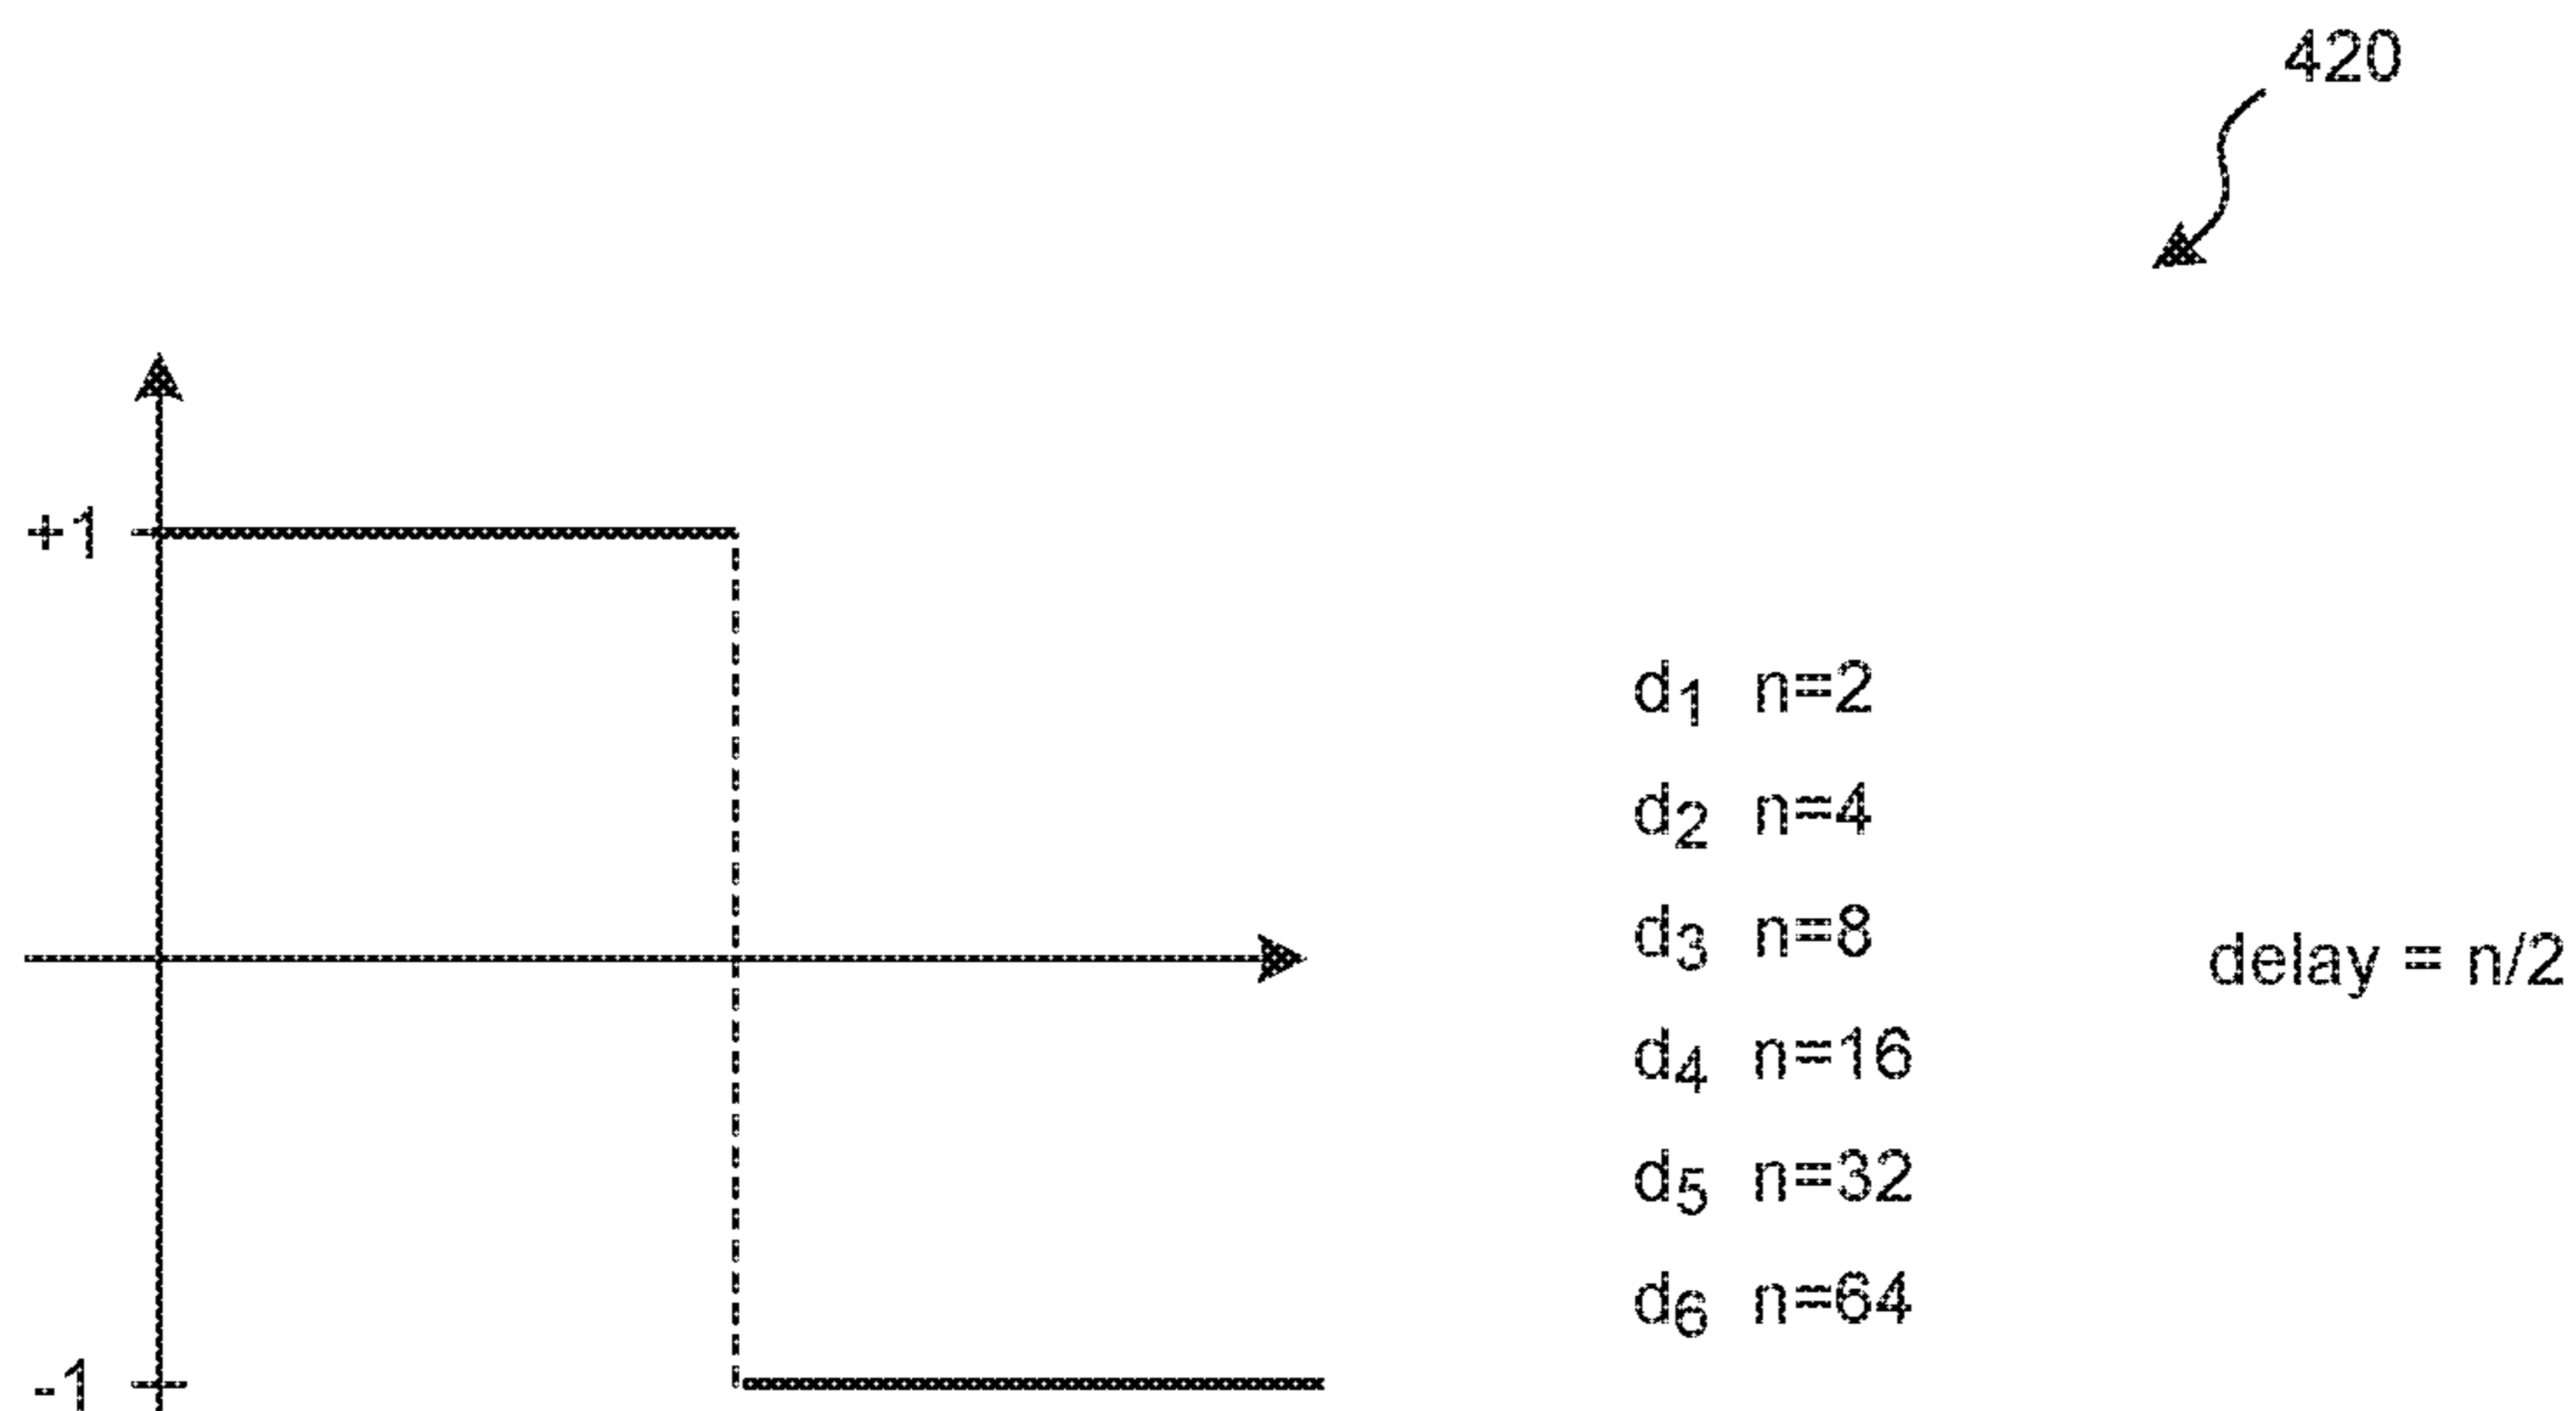 420
+1
d1 n=2
d2 n=4
d3 n=8
delay = n/2
d4 n=16
d5 n=32
d6 n=64
-1